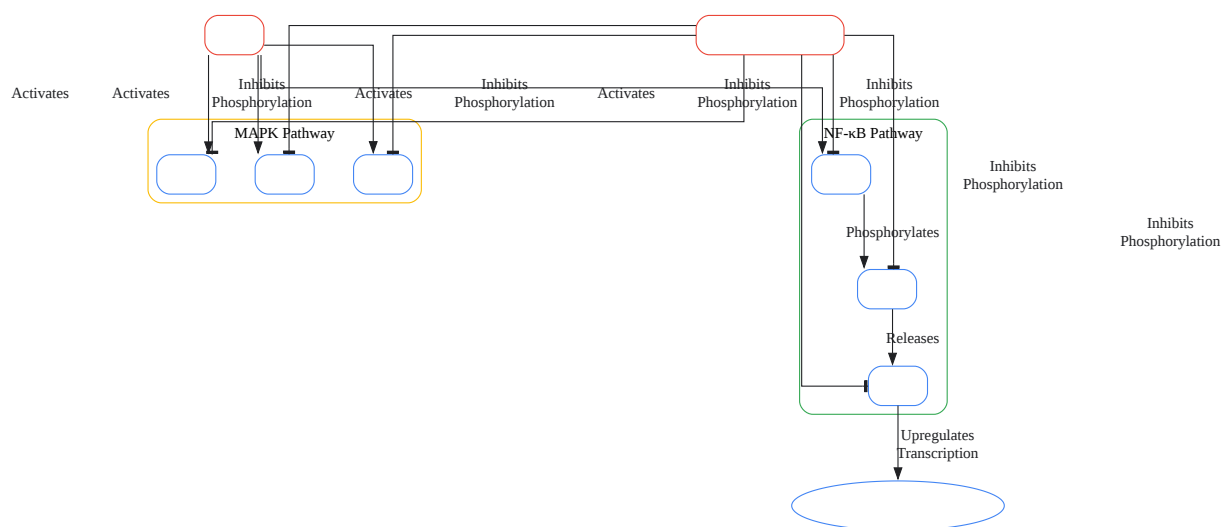 Activates
Activates
Inhibits
Phosphorylation
Activates
Inhibits
Phosphorylation
Activates
Inhibits
Phosphorylation
Inhibits
Phosphorylation
MAPK Pathway
NF-κB Pathway
Inhibits
Phosphorylation
Inhibits
Phosphorylation
Phosphorylates
Releases
Upregulates
Transcription